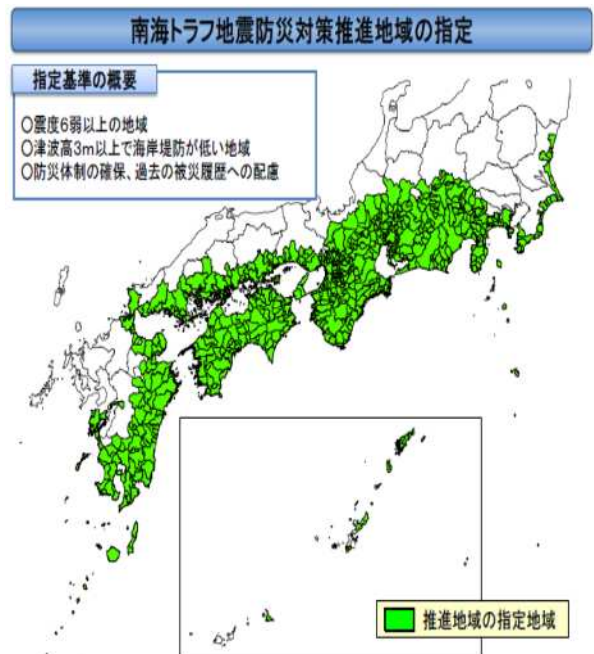 南海トラフ地震防災対策推進地域の指定
指定基準の概要
○震度6弱以上の地域
○津波高3m以上で海岸堤防が低い地域
○防災体制の確保、過去の被災履歴への配慮
推進地域の指定地域